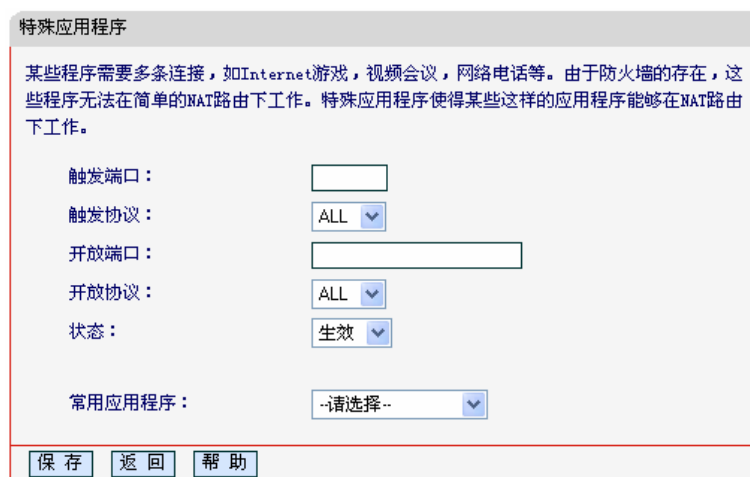 特殊应用程序
某些程序需要多条连接，如Internet游戏，视频会议，网络电话等。由于防火墙的存在，这
些程序无法在简单的NAT路由下工作。特殊应用程序使得某些这样的应用程序能够在NAT路由
下工作。
触发端口：
触发协议： ALL
开放端口：
开放协议： ALL
状态： 生效
常用应用程序： --请选择--
保 存 返 回 帮 助